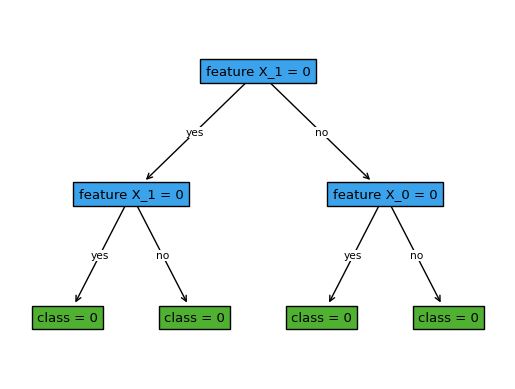 feature X_1 = 0
yes
no
feature X_1 = 0
feature X_0 = 0
yes
no
yes
no
class = 0
class = 0
class = 0
class = 0